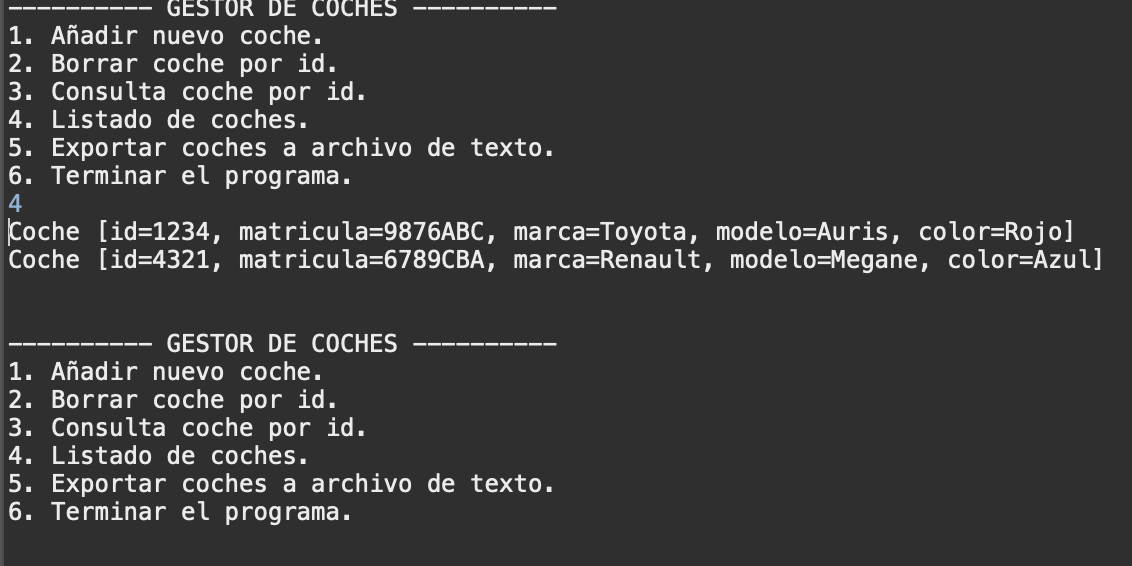 ---------- GESTOR DE COCHES ----------
1. Añadir nuevo coche.
2. Borrar coche por id.
3. Consulta coche por id.
4. Listado de coches.
5. Exportar coches a archivo de texto.
6. Terminar el programa.
4
Coche [id=1234, matricula=9876ABC, marca=Toyota, modelo=Auris, color=Rojo]
Coche [id=4321, matricula=6789CBA, marca=Renault, modelo=Megane, color=Azul]
---------- GESTOR DE COCHES ----------
1. Añadir nuevo coche.
2. Borrar coche por id.
3. Consulta coche por id.
4. Listado de coches.
5. Exportar coches a archivo de texto.
6. Terminar el programa.